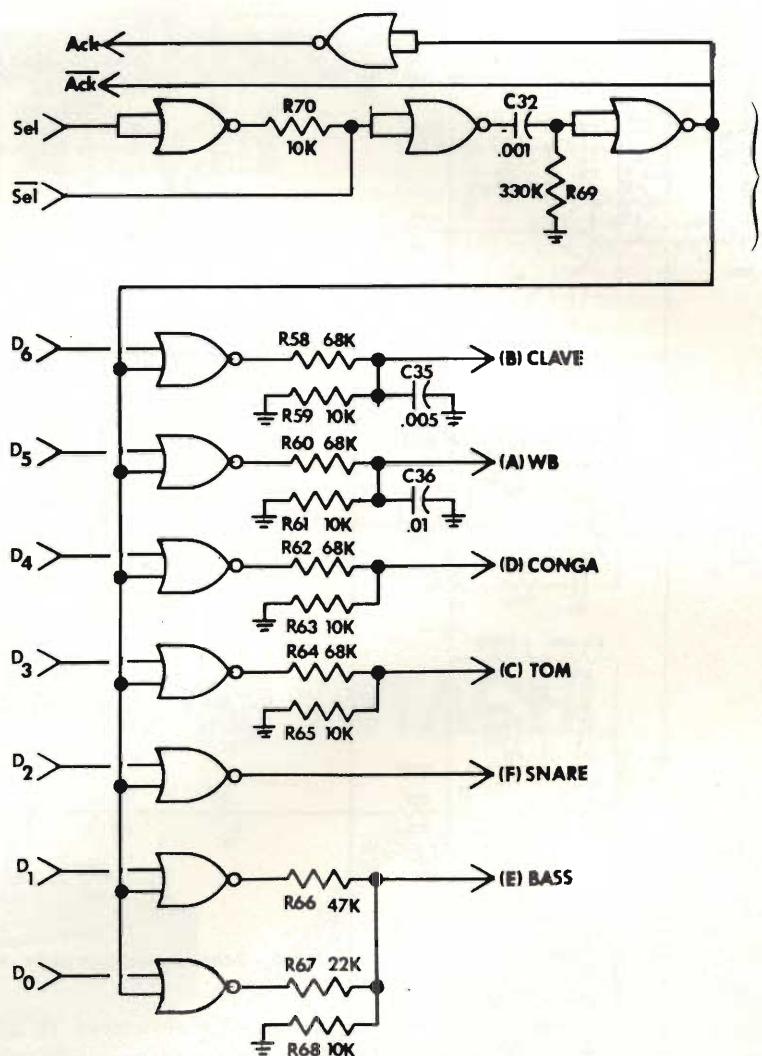 Ack
Ack
Sel
R70
10K
C32
.001
Sel
330K R69
D6
R58 68K
(B) CLAVE
C35
R59 10K
.005
D5
R60 68K
(A) WB
C36
R61 10K
.01
D4
R62 68K
(D) CONGA
R63 10K
D3
R64 68K
(C) TOM
R65 10K
D2
(F) SNARE
D1
R66 47K
(E) BASS
D0
R67 22K
R68 10K